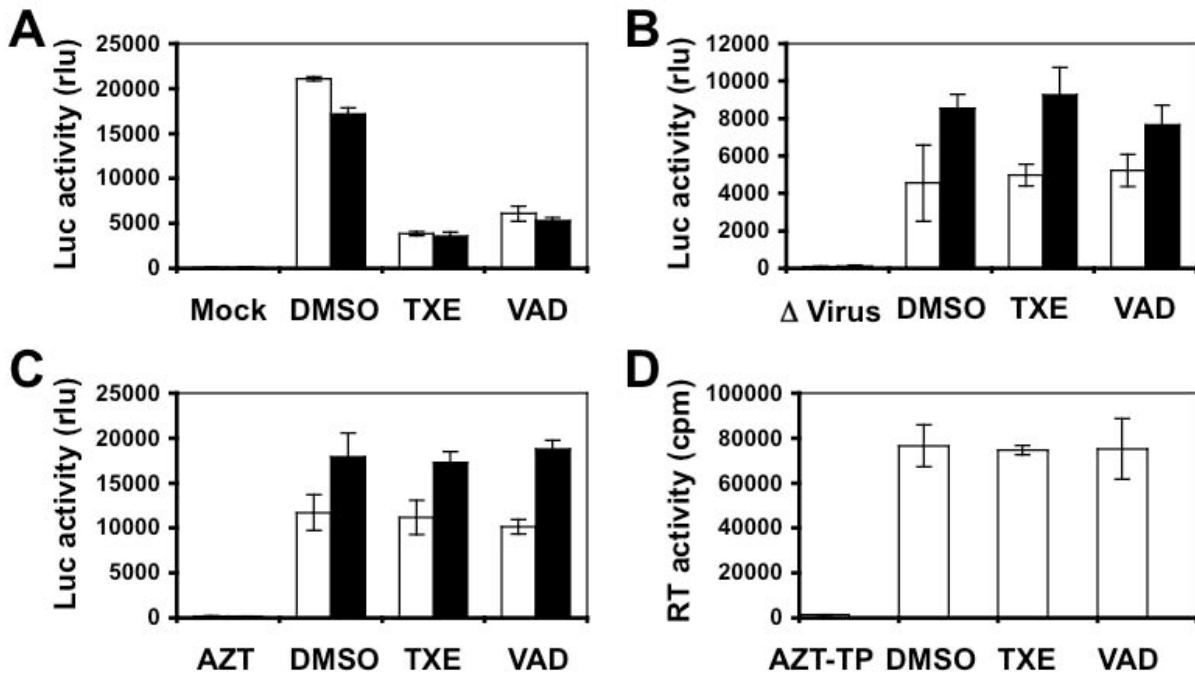 A
Luc activity (rlu)
25000
20000
15000
10000
5000
0
Mock DMSO TXE VAD
B
Luc activity (rlu)
12000
10000
8000
6000
4000
2000
0
Δ Virus DMSO TXE VAD
C
Luc activity (rlu)
25000
20000
15000
10000
5000
0
AZT DMSO TXE VAD
D
RT activity (cpm)
100000
80000
60000
40000
20000
0
AZT-TP DMSO TXE VAD